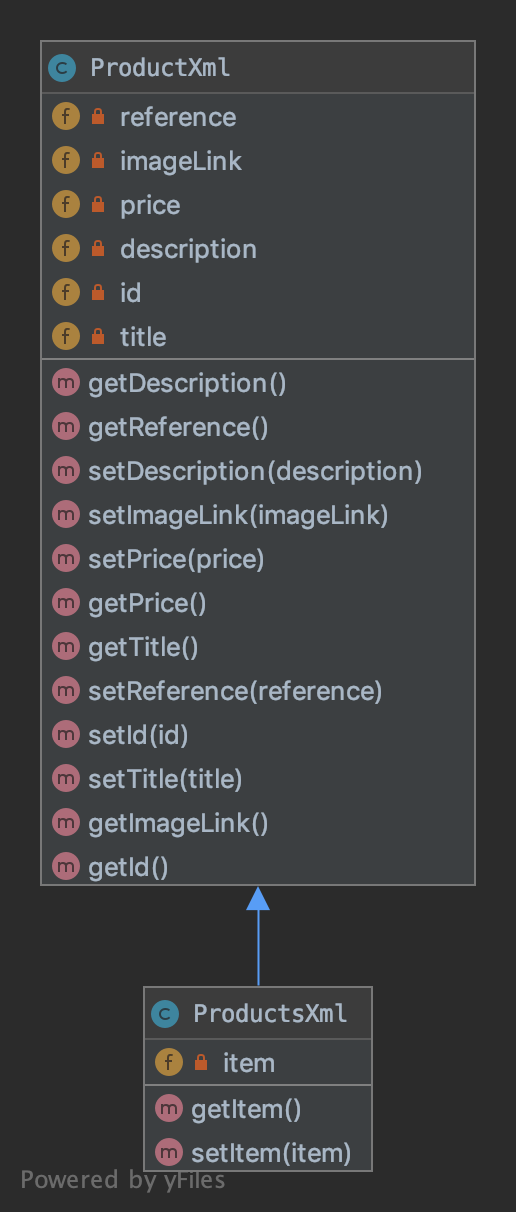 C ProductXml
f reference
f imageLink
f price
f description
f id
f title
m getDescription()
m getReference()
m setDescription(description)
m setImageLink(imageLink)
m setPrice(price)
m getPrice()
m getTitle()
m setReference(reference)
m setId(id)
m setTitle(title)
m getImageLink()
m getId()
C ProductsXml
f item
m getItem()
m setItem(item)
Powered by yFiles